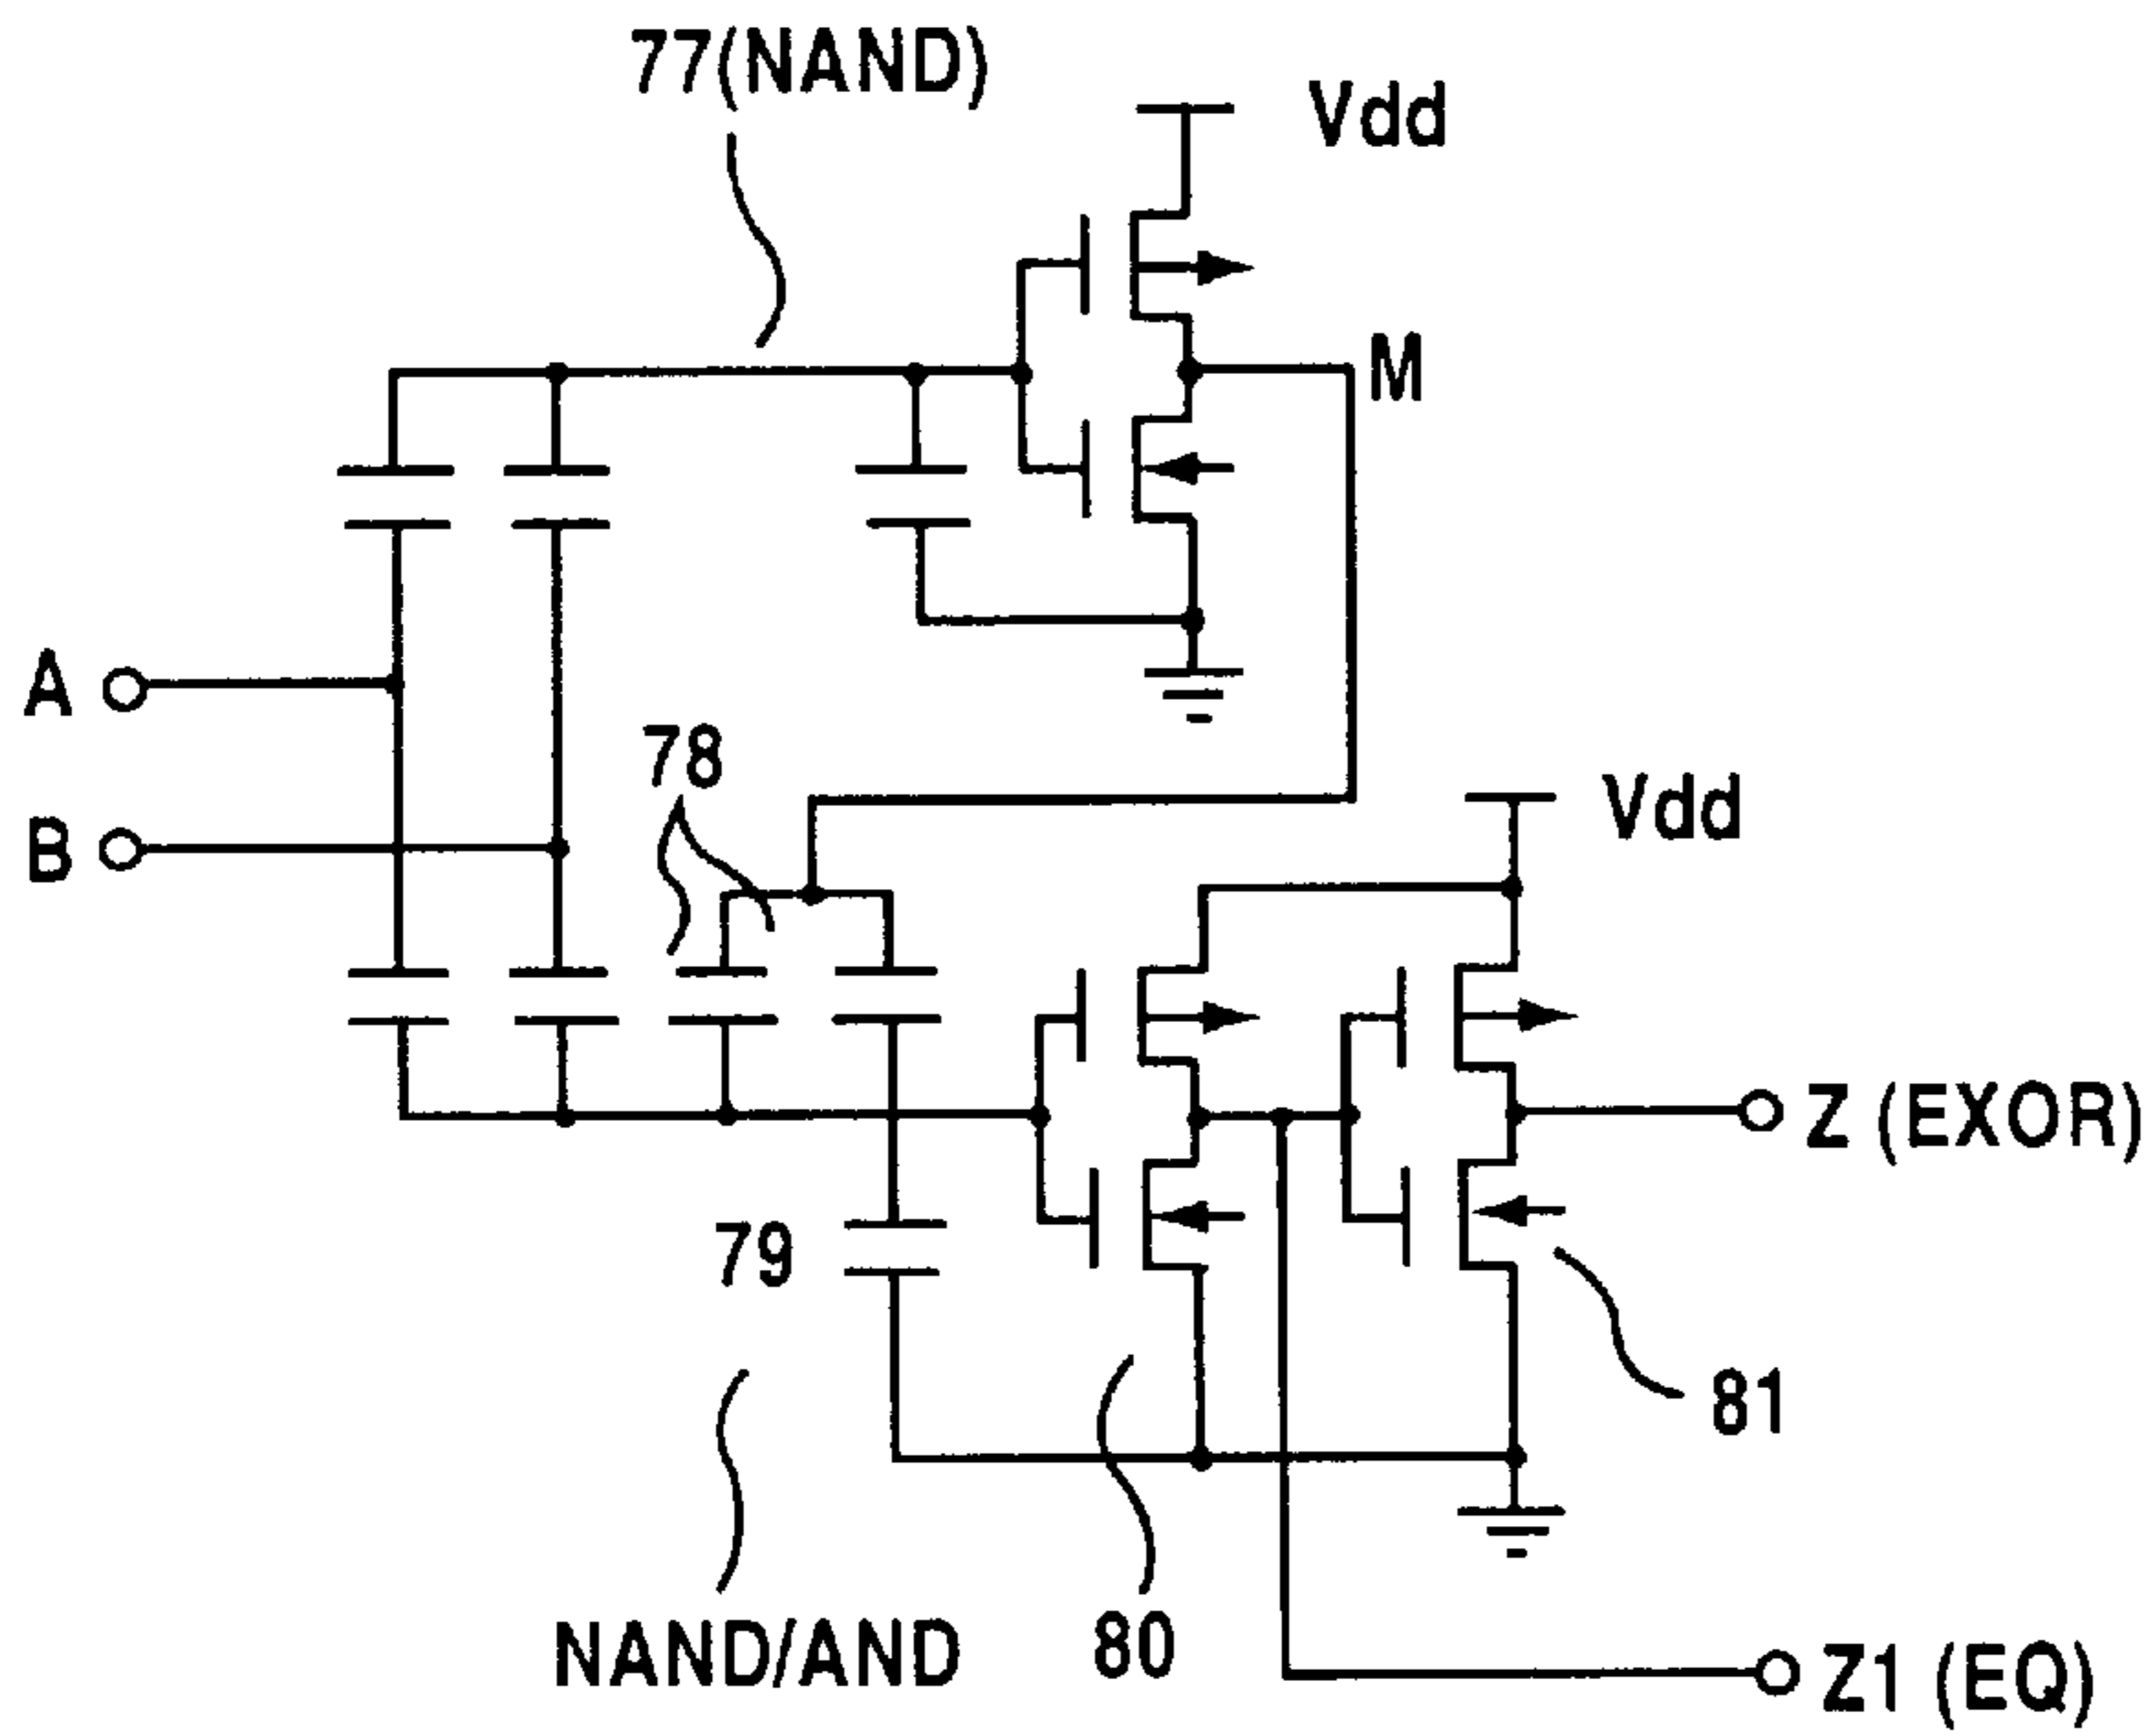 77(NAND)
Vdd
M
A
78
Vdd
B
Z (EXOR)
79
81
NAND/AND
80
Z1 (EQ)